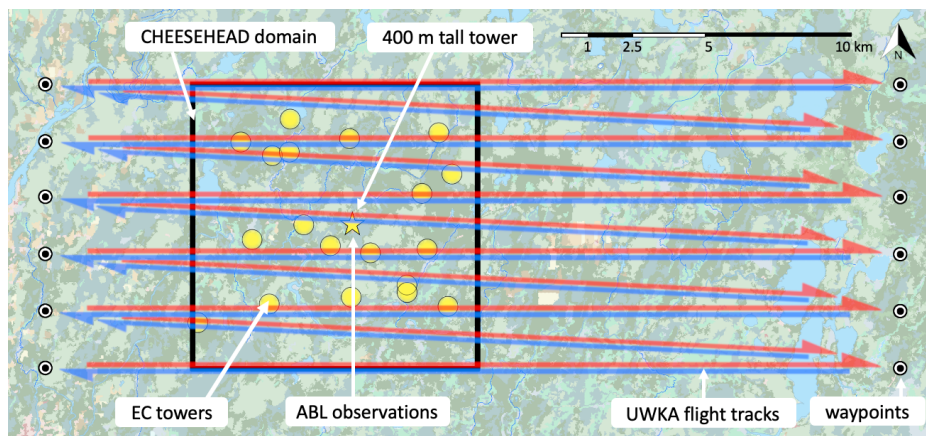 CHEESEHEAD domain
400 m tall tower
1 2.5 5 10 km
N
EC towers
ABL observations
UWKA flight tracks
waypoints